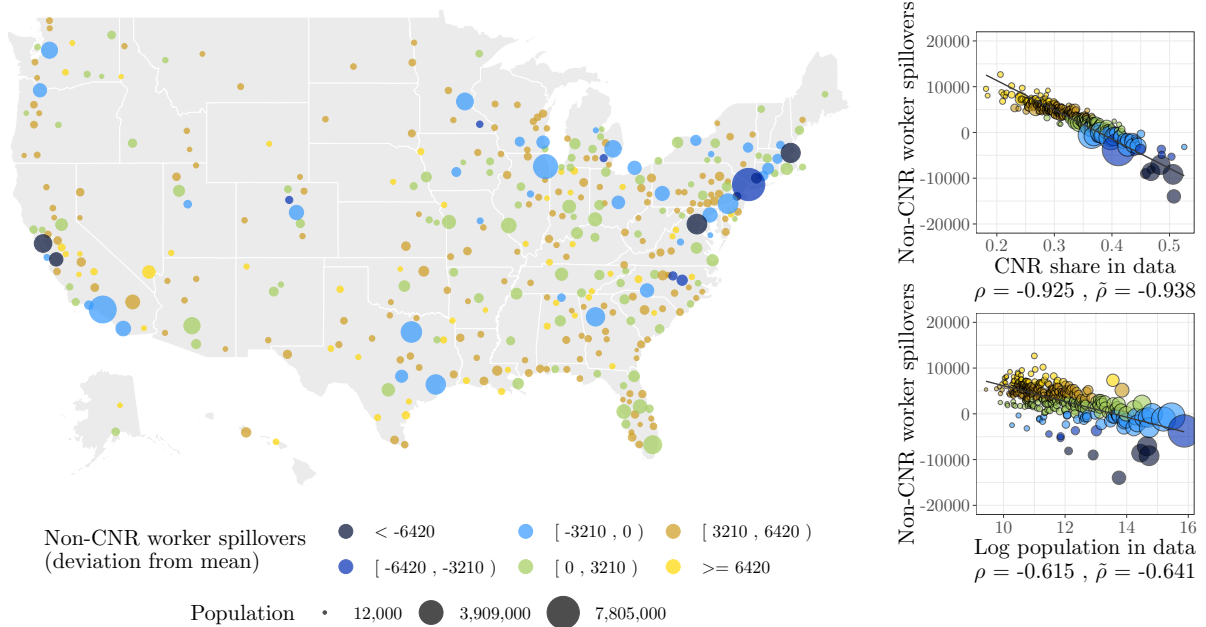 Non-CNR worker spillovers
20000
10000
0
-10000
-20000
0.2 0.3 0.4 0.5
CNR share in data
ρ = -0.925 , ρ̃ = -0.938
Non-CNR worker spillovers
20000
10000
0
-10000
-20000
10 12 14 16
Log population in data
ρ = -0.615 , ρ̃ = -0.641
Non-CNR worker spillovers
(deviation from mean)
< -6420
[ -3210 , 0 )
[ 3210 , 6420 )
[ -6420 , -3210 )
[ 0 , 3210 )
>= 6420
Population
12,000
3,909,000
7,805,000